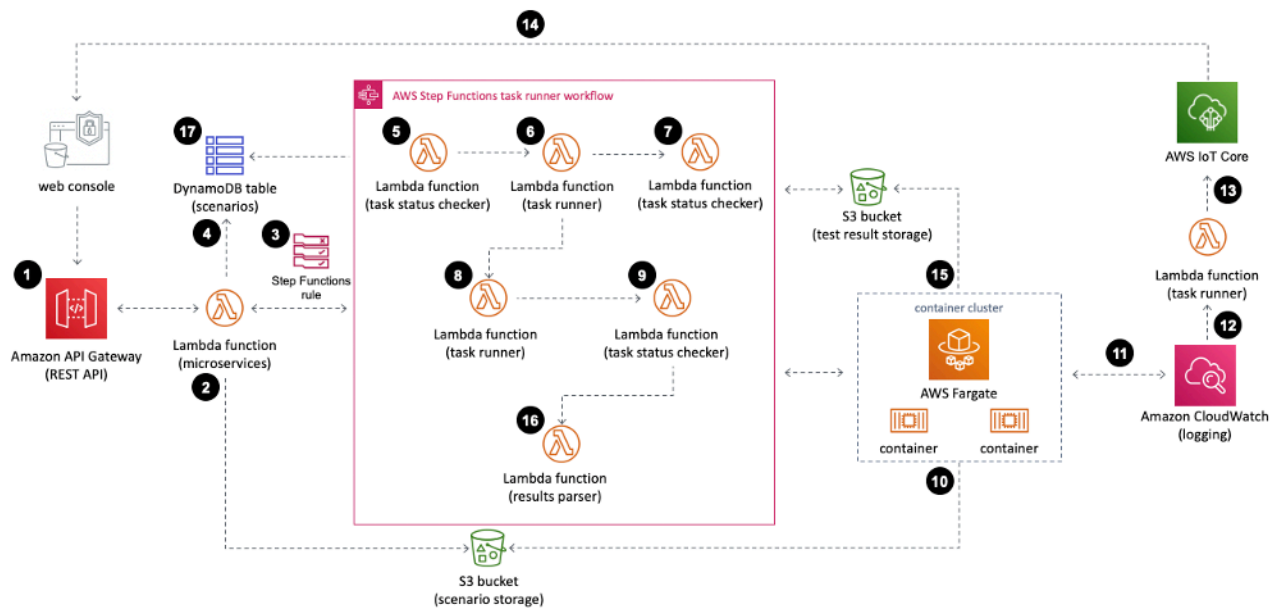 14
AWS Step Functions task runner workflow
5
6
7
17
web console
DynamoDB table
(scenarios)
Lambda function
(task status checker)
Lambda function
(task runner)
Lambda function
(task status checker)
S3 bucket
(test result storage)
AWS IoT Core
13
4
3
Step Functions
rule
1
8
9
15
Lambda function
(task runner)
12
container cluster
Amazon API Gateway
(REST API)
Lambda function
(microservices)
2
Lambda function
(task runner)
Lambda function
(task status checker)
11
AWS Fargate
Amazon CloudWatch
(logging)
16
container
container
Lambda function
(results parser)
10
S3 bucket
(scenario storage)